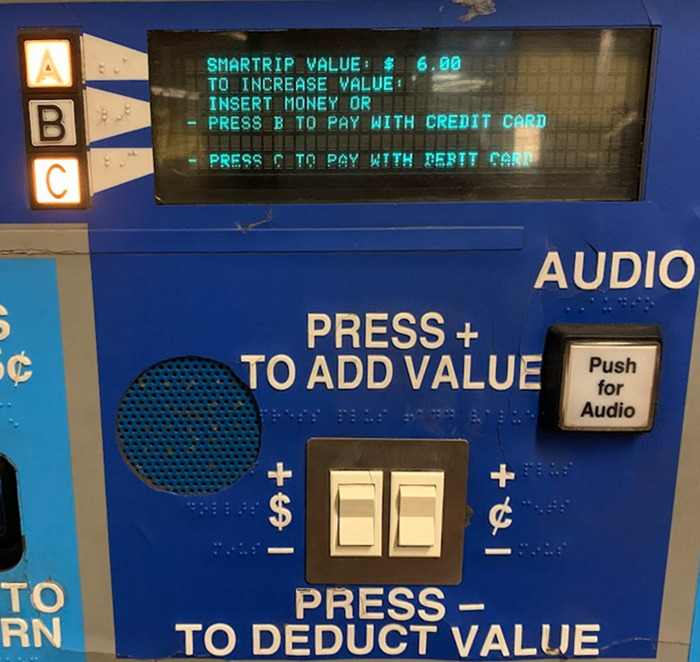 A
B
C
SMARTRIP VALUE: $ 6.00
TO INCREASE VALUE:
INSERT MONEY OR
- PRESS B TO PAY WITH CREDIT CARD
- PRESS C TO PAY WITH DEBIT CARD
AUDIO
Push
for
Audio
PRESS +
TO ADD VALUE
+ +
$ ¢
- -
PRESS -
TO DEDUCT VALUE
S
5¢
TO
RN